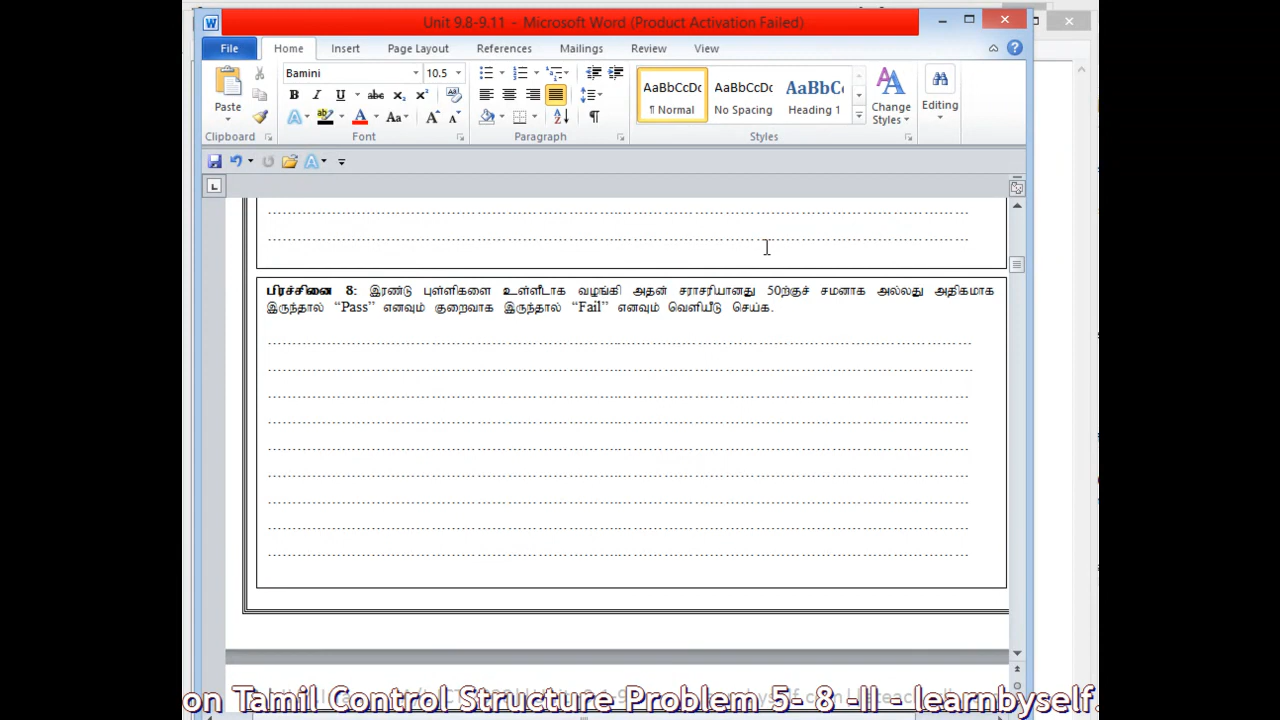 Unit 9.8-9.11 - Microsoft Word (Product Activation Failed)
File Home Insert Page Layout References Mailings Review View
Bamini 10.5
AaBbCcDc AaBbCcDc AaBbC
Paste ¶ Normal No Spacing Heading 1 Change Styles Editing
Clipboard Font Paragraph Styles
பிரச்சினை 8: இரண்டு புள்ளிகளை உள்ளீடாக வழங்கி அதன் சராசரியானது 50ற்குச் சமனாக அல்லது அதிகமாக
இருந்தால் “Pass” எனவும் குறைவாக இருந்தால் “Fail” எனவும் வெளியீடு செய்க.
on Tamil Control Structure Problem 5- 8 -II - learnbyself.